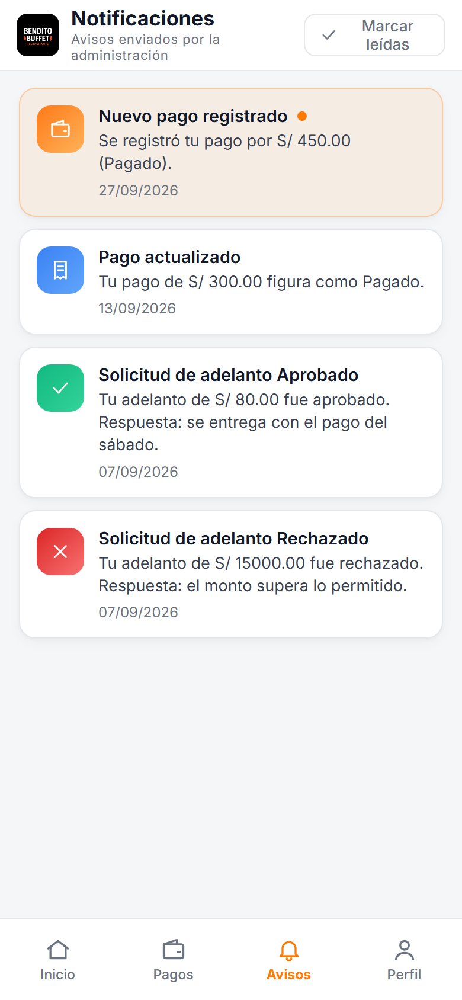 BENDITO
BUFFET
RESTAURANTE
Notificaciones
Avisos enviados por la
administración
Marcar
leídas
Nuevo pago registrado
Se registró tu pago por S/ 450.00
(Pagado).
27/09/2026
Pago actualizado
Tu pago de S/ 300.00 figura como Pagado.
13/09/2026
Solicitud de adelanto Aprobado
Tu adelanto de S/ 80.00 fue aprobado.
Respuesta: se entrega con el pago del
sábado.
07/09/2026
Solicitud de adelanto Rechazado
Tu adelanto de S/ 15000.00 fue rechazado.
Respuesta: el monto supera lo permitido.
07/09/2026
Inicio
Pagos
Avisos
Perfil